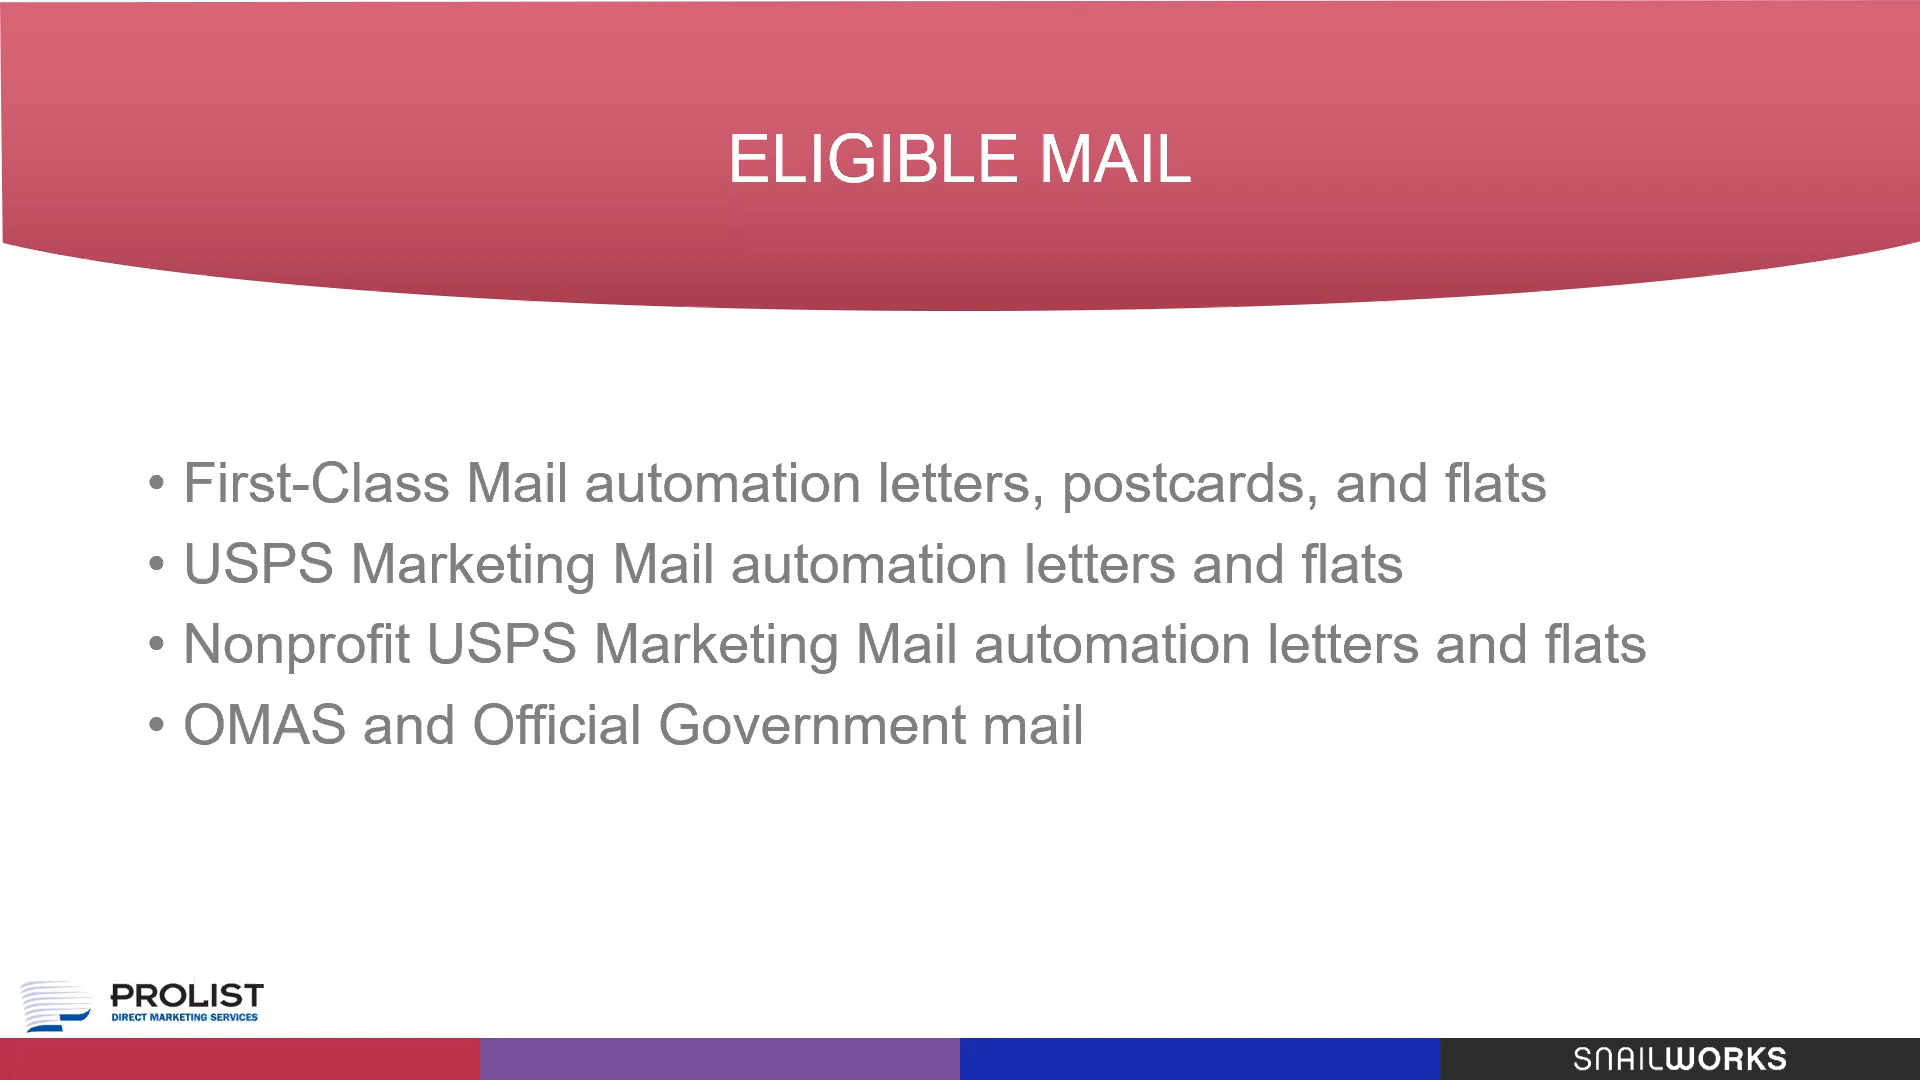 ELIGIBLE MAIL
• First-Class Mail automation letters, postcards, and flats
• USPS Marketing Mail automation letters and flats
• Nonprofit USPS Marketing Mail automation letters and flats
• OMAS and Official Government mail
PROLIST
DIRECT MARKETING SERVICES
SNAILWORKS